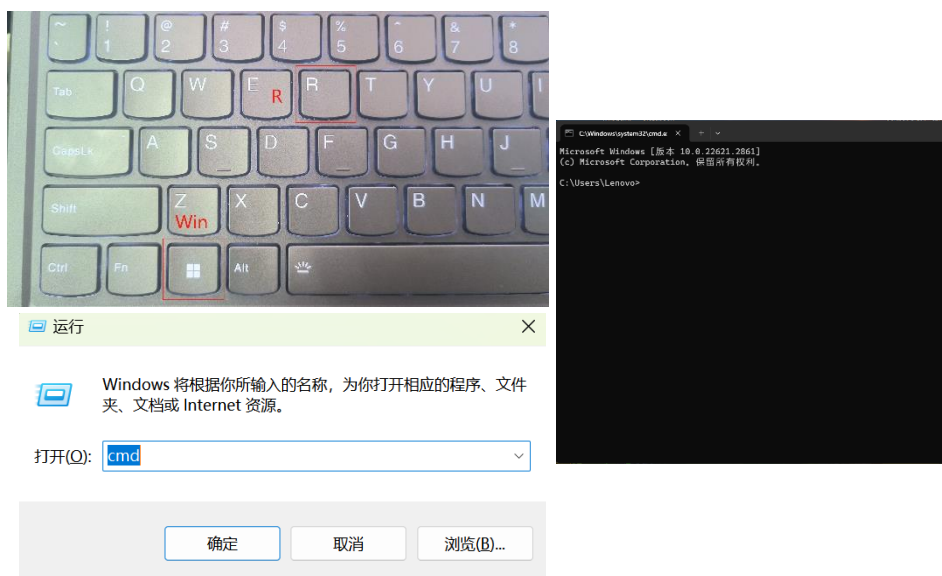 ~ ! @ # $ % ^ & *
` 1 2 3 4 5 6 7 8
Tab Q W E R R T Y U I
CapsLk A S D F G H J
Shift Z X C V B N M
Win
Ctrl Fn Alt
运行
Windows 将根据你所输入的名称，为你打开相应的程序、文件
夹、文档或 Internet 资源。
打开(O): cmd
确定 取消 浏览(B)...
C:\Windows\system32\cmd.e
Microsoft Windows [版本 10.0.22621.2861]
(c) Microsoft Corporation。保留所有权利。
C:\Users\Lenovo>